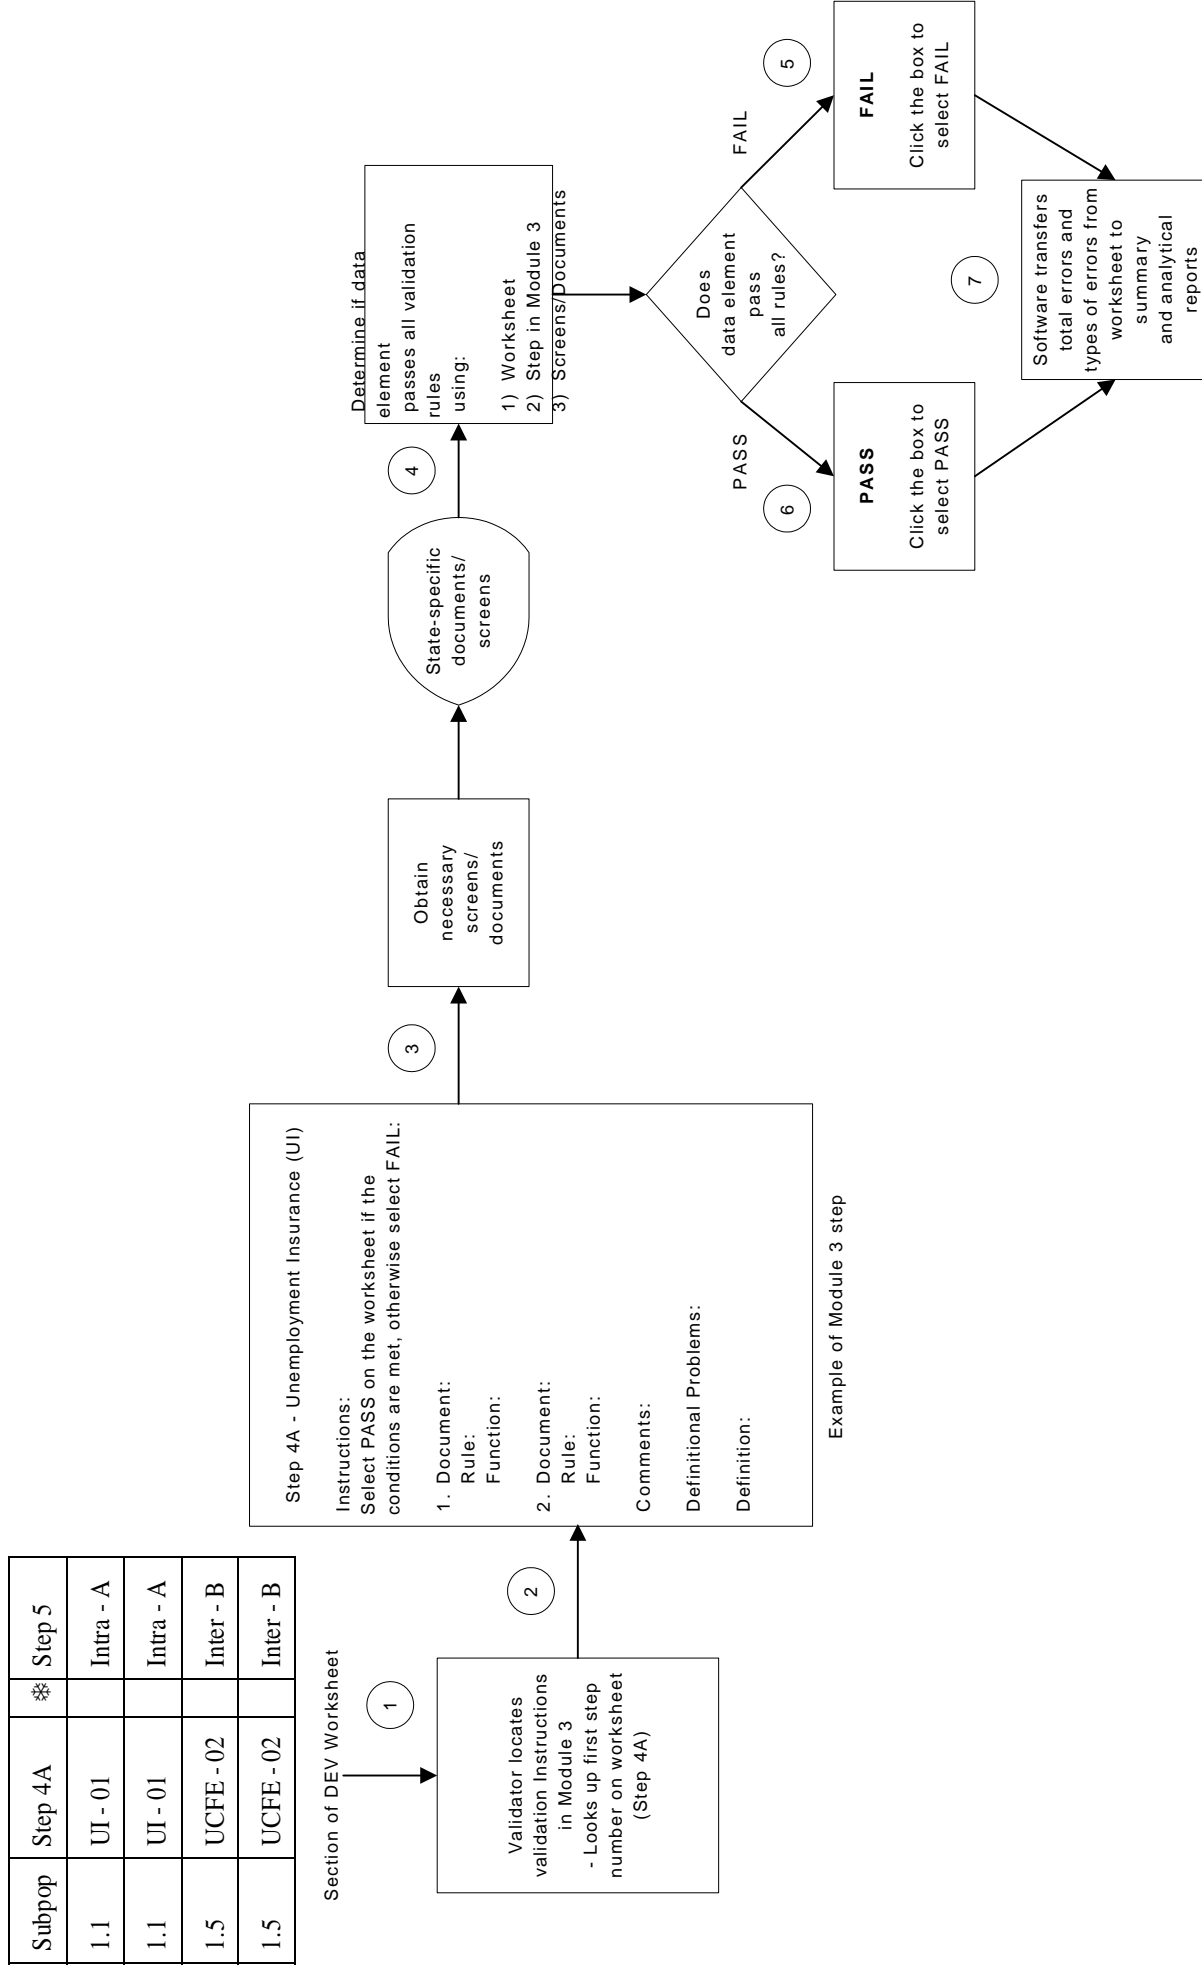 Subpop Step 4A ❄ Step 5
1.1 UI - 01 Intra - A
1.1 UI - 01 Intra - A
1.5 UCFE - 02 Inter - B
1.5 UCFE - 02 Inter - B
Section of DEV Worksheet
1
Validator locates
validation Instructions
in Module 3
- Looks up first step
number on worksheet
(Step 4A)
2
Step 4A - Unemployment Insurance (UI)
Instructions:
Select PASS on the worksheet if the
conditions are met, otherwise select FAIL:
1. Document:
Rule:
Function:
2. Document:
Rule:
Function:
Comments:
Definitional Problems:
Definition:
Example of Module 3 step
3
Obtain
necessary
screens/
documents
State-specific
documents/
screens
4
Determine if data
element
passes all validation
rules
using:
1) Worksheet
2) Step in Module 3
3) Screens/Documents
Does
data element
pass
all rules?
PASS
FAIL
6
PASS
Click the box to
select PASS
5
FAIL
Click the box to
select FAIL
7
Software transfers
total errors and
types of errors from
worksheet to
summary
and analytical
reports